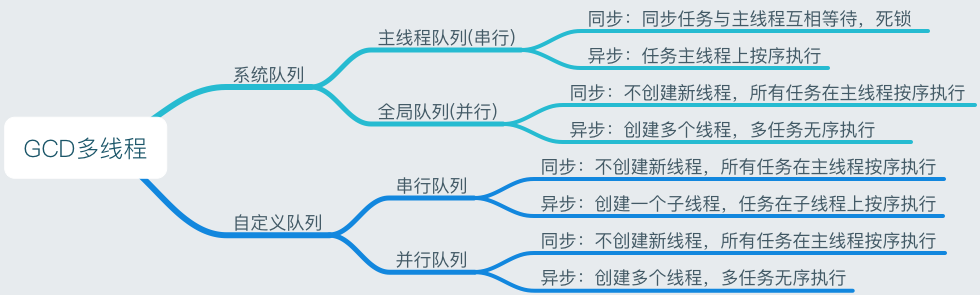 GCD多线程
系统队列
主线程队列(串行)
同步：同步任务与主线程互相等待，死锁
异步：任务主线程上按序执行
全局队列(并行)
同步：不创建新线程，所有任务在主线程按序执行
异步：创建多个线程，多任务无序执行
自定义队列
串行队列
同步：不创建新线程，所有任务在主线程按序执行
异步：创建一个子线程，任务在子线程上按序执行
并行队列
同步：不创建新线程，所有任务在主线程按序执行
异步：创建多个线程，多任务无序执行